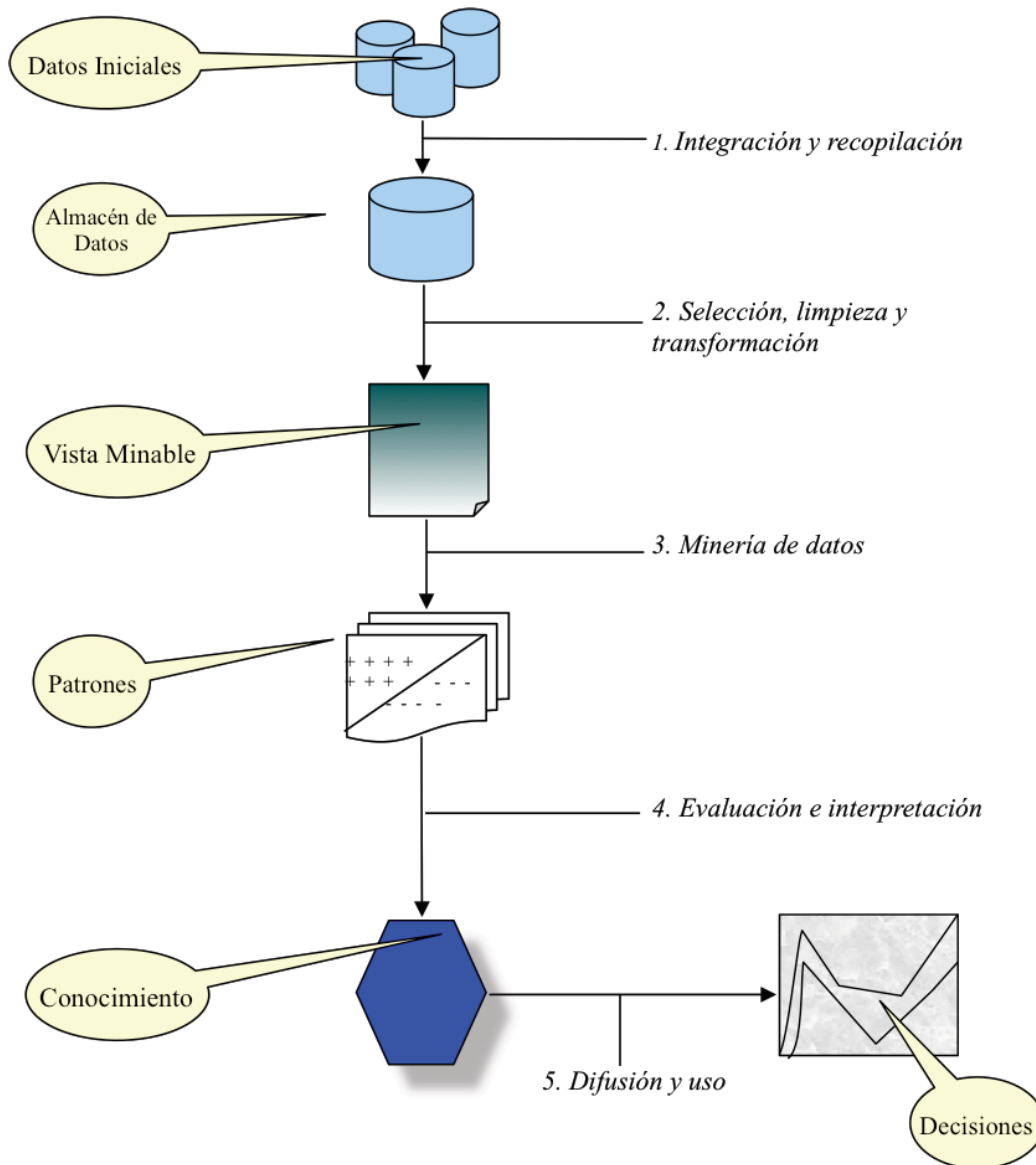 Datos Iniciales
1. Integración y recopilación
Almacén de
Datos
2. Selección, limpieza y
transformación
Vista Minable
3. Minería de datos
Patrones
+ + + +
+ + + +
- - -
- - - -
4. Evaluación e interpretación
Conocimiento
5. Difusión y uso
Decisiones